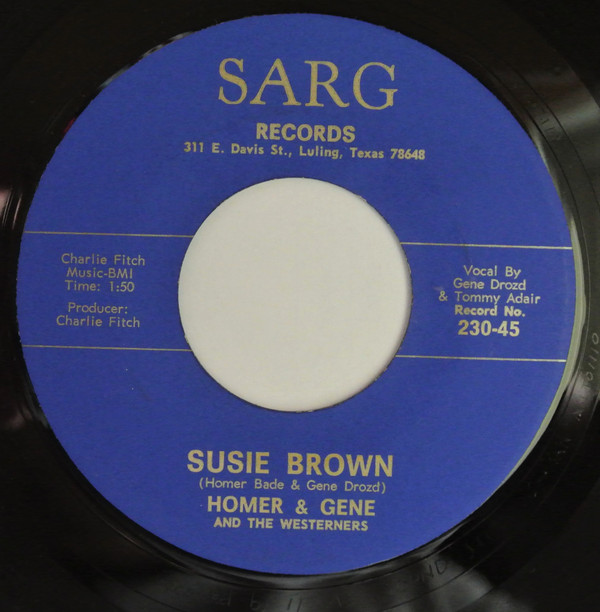 SARG
RECORDS
311 E. Davis St., Luling, Texas 78648
Charlie Fitch
Music-BMI
Time: 1:50
Producer:
Charlie Fitch
Vocal By
Gene Drozd
& Tommy Adair
Record No.
230-45
SUSIE BROWN
(Homer Bade & Gene Drozd)
HOMER & GENE
AND THE WESTERNERS